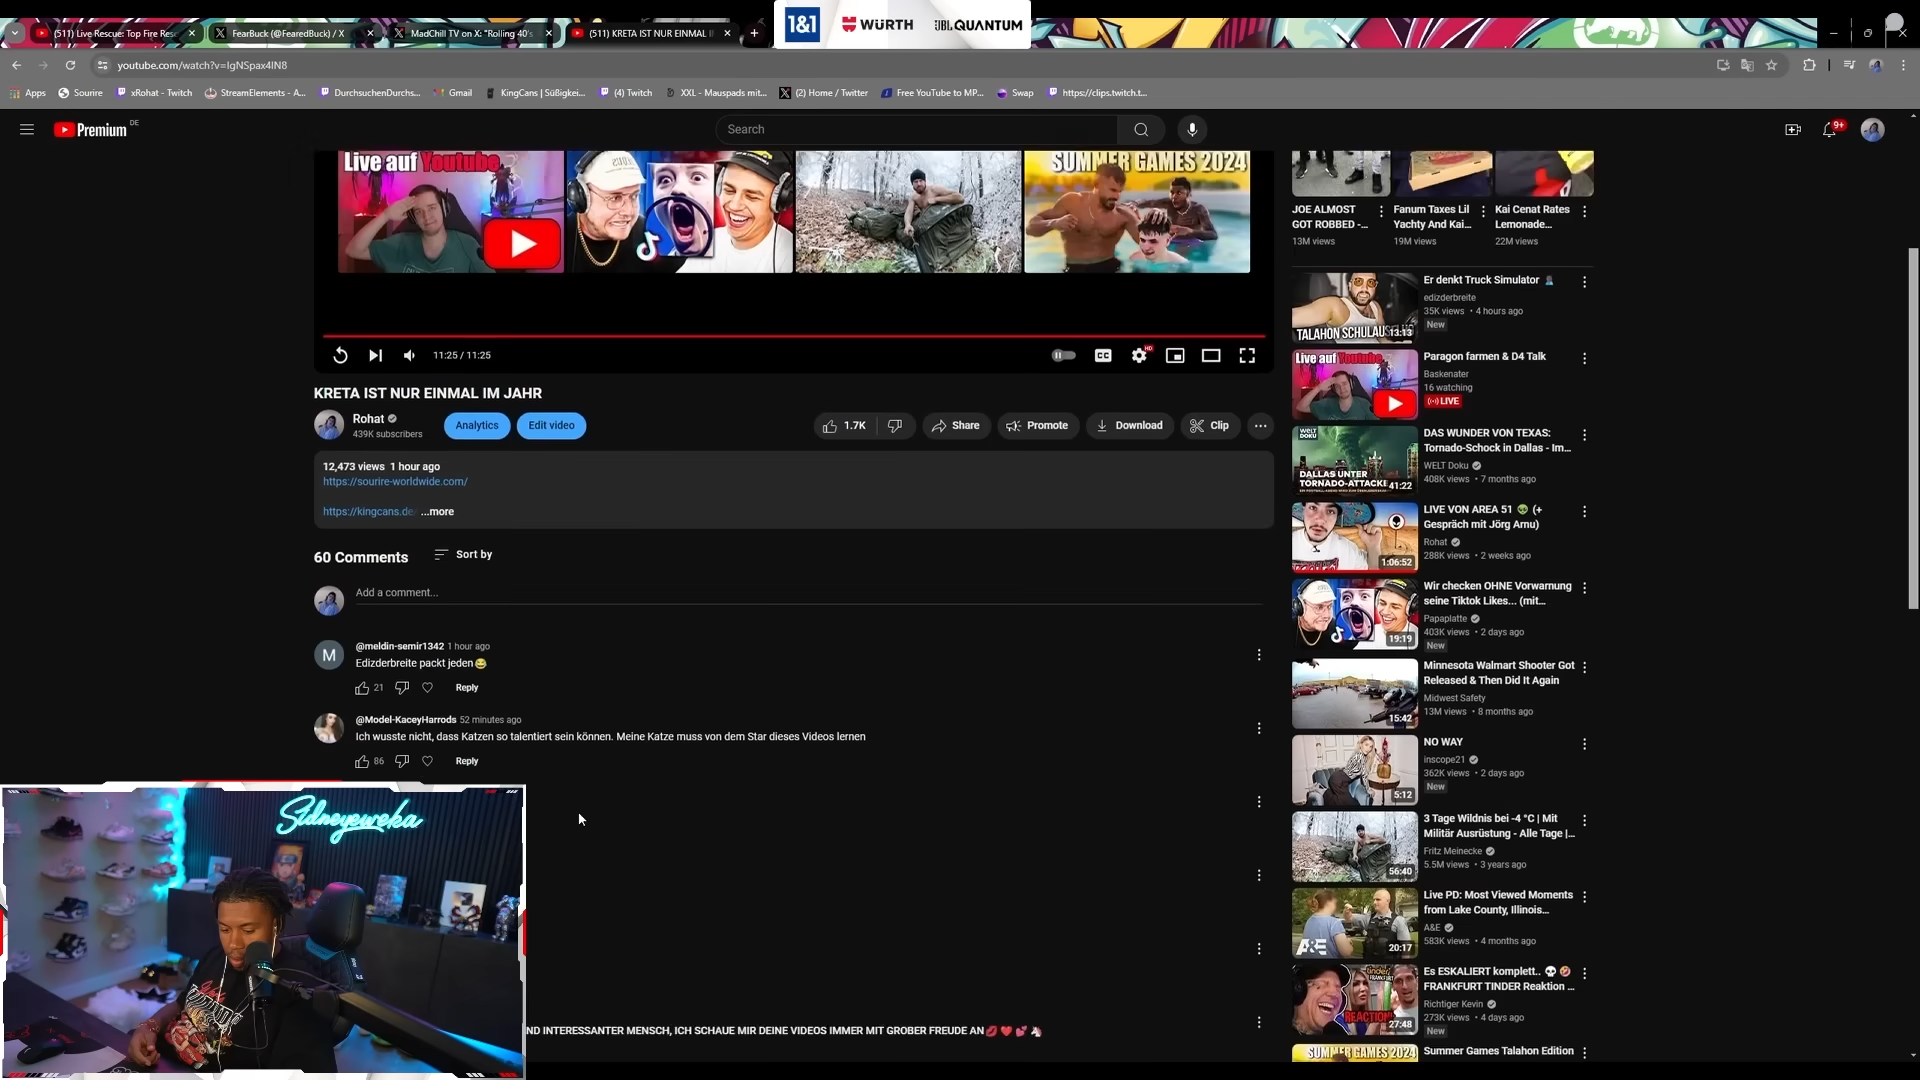 1&1
WÜRTH
JBL QUANTUM
(511) Live Rescue: Top Fire Res
FearBuck (@FearedBuck) / X
MadChill TV on X: "Rolling 40's
(511) KRETA IST NUR EINMAL I
youtube.com/watch?v=IgNSpax4IN8
Apps
Sourire
xRohat - Twitch
StreamElements - A...
DurchsuchenDurchs...
Gmail
KingCans | Süßigkei...
(4) Twitch
XXL - Mauspads mit...
(2) Home / Twitter
Free YouTube to MP...
Swap
https://clips.twitch.t...
Premium DE
Search
9+
Live auf Youtube
SUMMER GAMES 2024
JOE ALMOST
GOT ROBBED -...
13M views
Fanum Taxes Lil
Yachty And Kai...
19M views
Kai Cenat Rates
Lemonade...
22M views
11:25 / 11:25
CC
HD
KRETA IST NUR EINMAL IM JAHR
Rohat
439K subscribers
Analytics
Edit video
1.7K
Share
Promote
Download
Clip
12,473 views 1 hour ago
https://sourire-worldwide.com/
https://kingcans.de/ ...more
60 Comments
Sort by
Add a comment...
M
@meldin-semir1342 1 hour ago
Edizderbreite packt jeden😂
21
Reply
@Model-KaceyHarrods 52 minutes ago
Ich wusste nicht, dass Katzen so talentiert sein können. Meine Katze muss von dem Star dieses Videos lernen
86
Reply
ND INTERESSANTER MENSCH, ICH SCHAUE MIR DEINE VIDEOS IMMER MIT GROBER FREUDE AN💋❤️💕🦄
Sidneyeweka
TALAHON SCHULAUS
13:13
Er denkt Truck Simulator
edizderbreite
35K views • 4 hours ago
New
Live auf Youtube
Paragon farmen & D4 Talk
Baskenater
16 watching
LIVE
WELT DOKU
DALLAS UNTER
TORNADO-ATTACKE
41:22
DAS WUNDER VON TEXAS:
Tornado-Schock in Dallas - Im...
WELT Doku
408K views • 7 months ago
1:06:52
LIVE VON AREA 51 👽 (+
Gespräch mit Jörg Arnu)
Rohat
288K views • 2 weeks ago
19:19
Wir checken OHNE Vorwarnung
seine Tiktok Likes... (mit...
Papaplatte
403K views • 2 days ago
New
15:42
Minnesota Walmart Shooter Got
Released & Then Did It Again
Midwest Safety
13M views • 8 months ago
5:12
NO WAY
inscope21
362K views • 2 days ago
New
56:40
3 Tage Wildnis bei -4 °C | Mit
Militär Ausrüstung - Alle Tage |...
Fritz Meinecke
5.5M views • 3 years ago
A&E
20:17
Live PD: Most Viewed Moments
from Lake County, Illinois...
A&E
583K views • 4 months ago
REACTION
27:48
Es ESKALIERT komplett.. 💀🤣
FRANKFURT TINDER Reaktion ...
Richtiger Kevin
273K views • 4 days ago
New
SUMMER GAMES 2024
Summer Games Talahon Edition